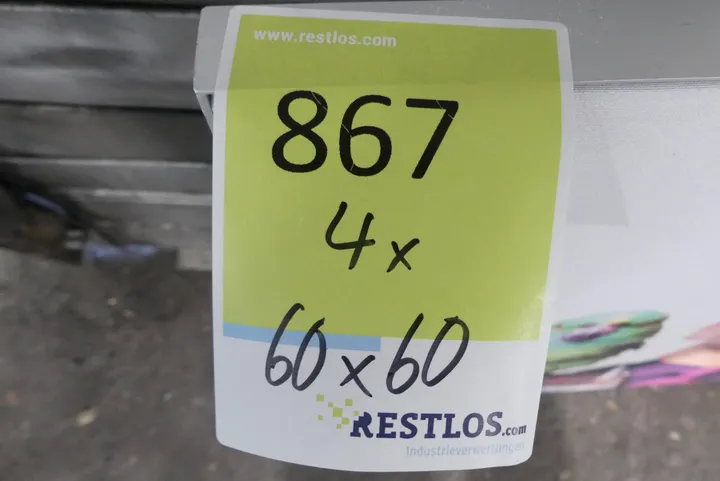 www.restlos.com
867
4x
60x60
RESTLOS.com
Industrieverwertungen